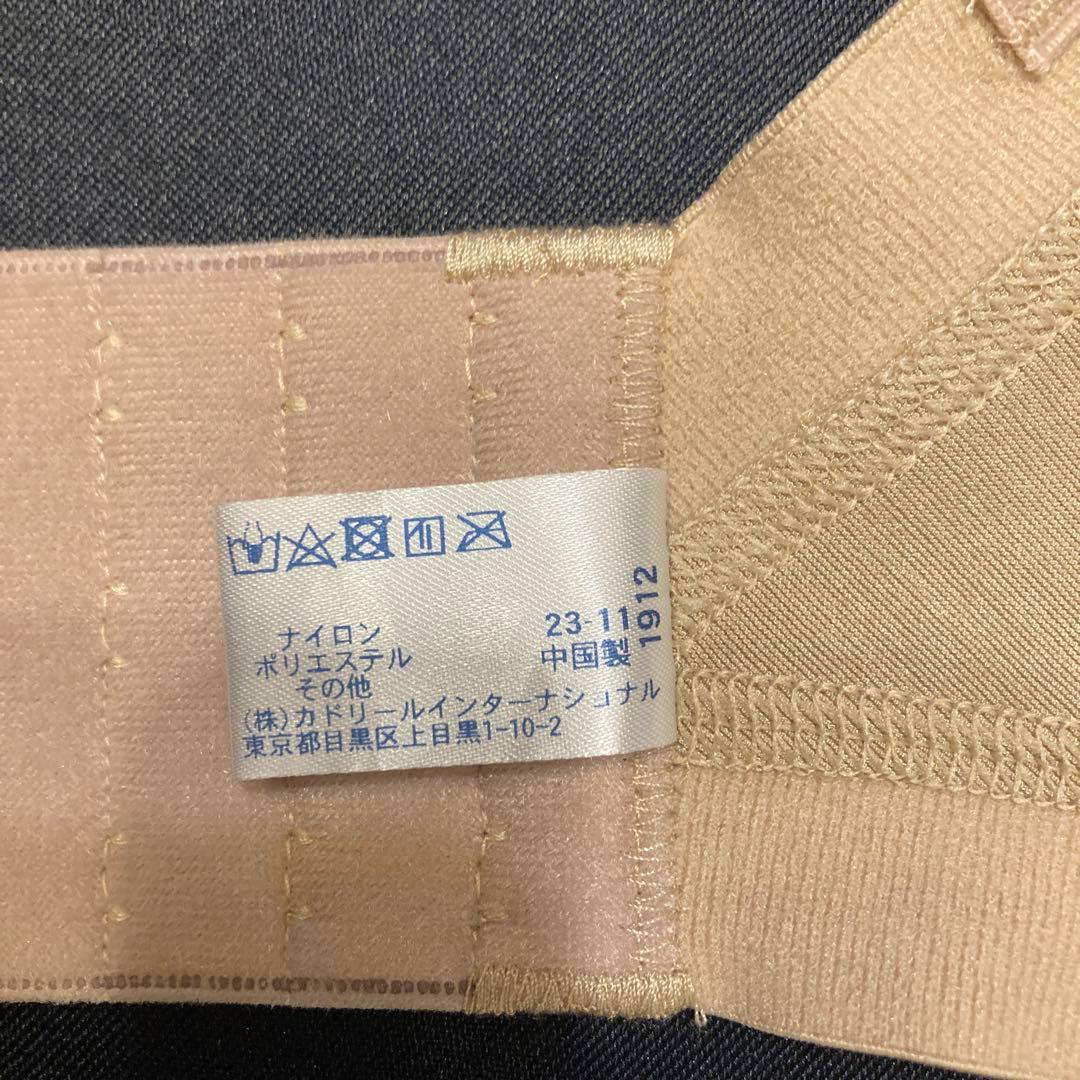 23-11
1912
ナイロン
中国製
ポリエステル
その他
(株)カドリールインターナショナル
東京都目黒区上目黒1-10-2